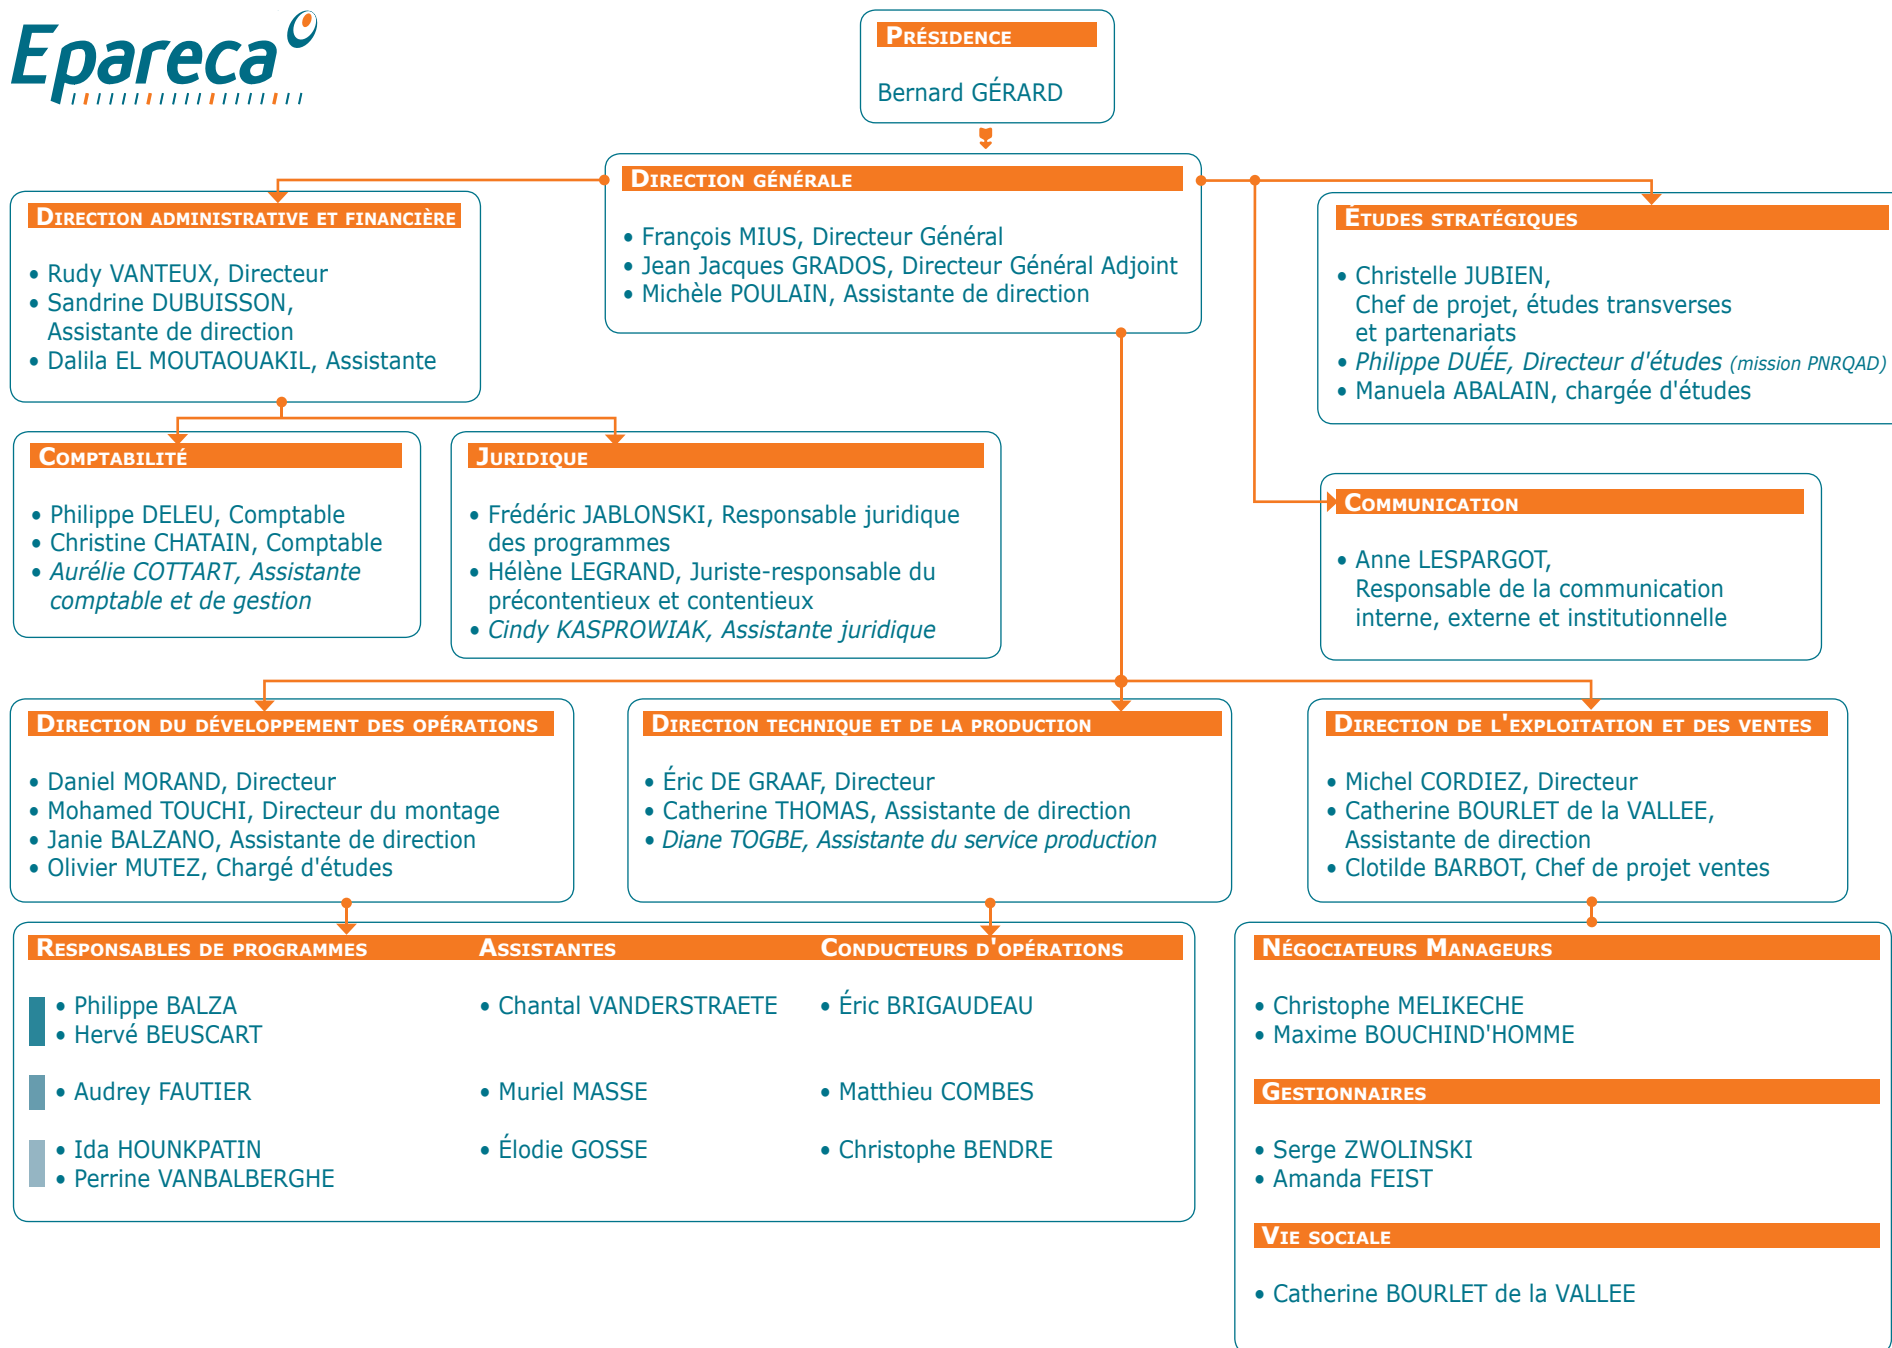 Epareca
Présidence
Bernard GÉRARD
Direction générale
• François MIUS, Directeur Général
• Jean Jacques GRADOS, Directeur Général Adjoint
• Michèle POULAIN, Assistante de direction
Direction administrative et financière
• Rudy VANTEUX, Directeur
• Sandrine DUBUISSON,
Assistante de direction
• Dalila EL MOUTAOUAKIL, Assistante
Études stratégiques
• Christelle JUBIEN,
Chef de projet, études transverses
et partenariats
• Philippe DUÉE, Directeur d'études (mission PNRQAD)
• Manuela ABALAIN, chargée d'études
Comptabilité
• Philippe DELEU, Comptable
• Christine CHATAIN, Comptable
• Aurélie COTTART, Assistante
comptable et de gestion
Juridique
• Frédéric JABLONSKI, Responsable juridique
des programmes
• Hélène LEGRAND, Juriste-responsable du
précontentieux et contentieux
• Cindy KASPROWIAK, Assistante juridique
Communication
• Anne LESPARGOT,
Responsable de la communication
interne, externe et institutionnelle
Direction du développement des opérations
• Daniel MORAND, Directeur
• Mohamed TOUCHI, Directeur du montage
• Janie BALZANO, Assistante de direction
• Olivier MUTEZ, Chargé d'études
Direction technique et de la production
• Éric DE GRAAF, Directeur
• Catherine THOMAS, Assistante de direction
• Diane TOGBE, Assistante du service production
Direction de l'exploitation et des ventes
• Michel CORDIEZ, Directeur
• Catherine BOURLET de la VALLEE,
Assistante de direction
• Clotilde BARBOT, Chef de projet ventes
Responsables de programmes Assistantes Conducteurs d'opérations
• Philippe BALZA • Chantal VANDERSTRAETE • Éric BRIGAUDEAU
• Hervé BEUSCART
• Audrey FAUTIER • Muriel MASSE • Matthieu COMBES
• Ida HOUNKPATIN • Élodie GOSSE • Christophe BENDRE
• Perrine VANBALBERGHE
Négociateurs Manageurs
• Christophe MELIKECHE
• Maxime BOUCHIND'HOMME
Gestionnaires
• Serge ZWOLINSKI
• Amanda FEIST
Vie sociale
• Catherine BOURLET de la VALLEE